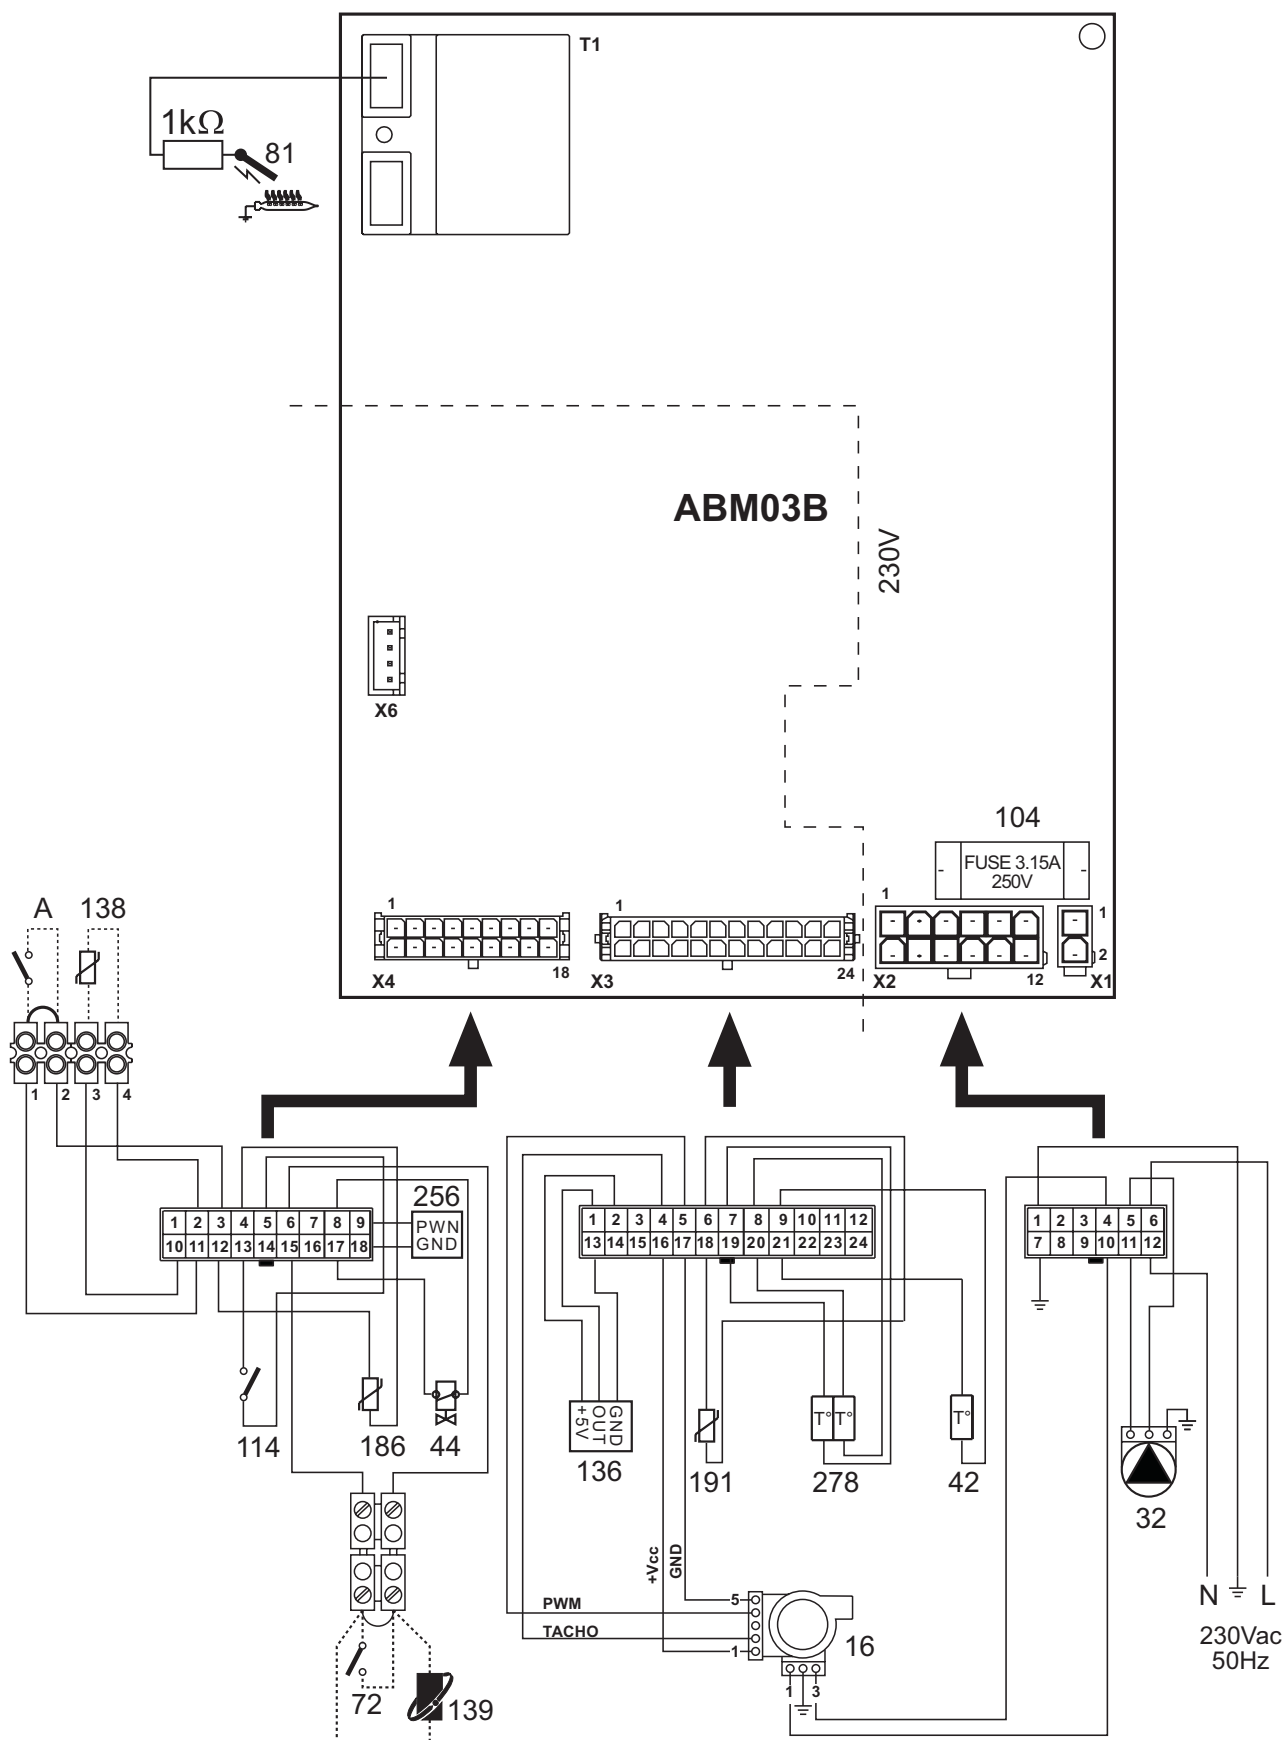 T1
1kΩ
81
ABM03B
230V
X6
104
FUSE 3.15A
250V
A 138
1
18
X4
1
24
X3
1
12
X2
1
2
X1
1 2 3 4
1 2 3 4 5 6 7 8 9
10 11 12 13 14 15 16 17 18
256
PWN
GND
1 2 3 4 5 6 7 8 9 10 11 12
13 14 15 16 17 18 19 20 21 22 23 24
1 2 3 4 5 6
7 8 9 10 11 12
114
186
44
+5V
OUT
GND
136
191
T° T°
278
T°
42
32
+Vcc
GND
PWM
TACHO
5
1
16
1 3
N L
230Vac
50Hz
72
139